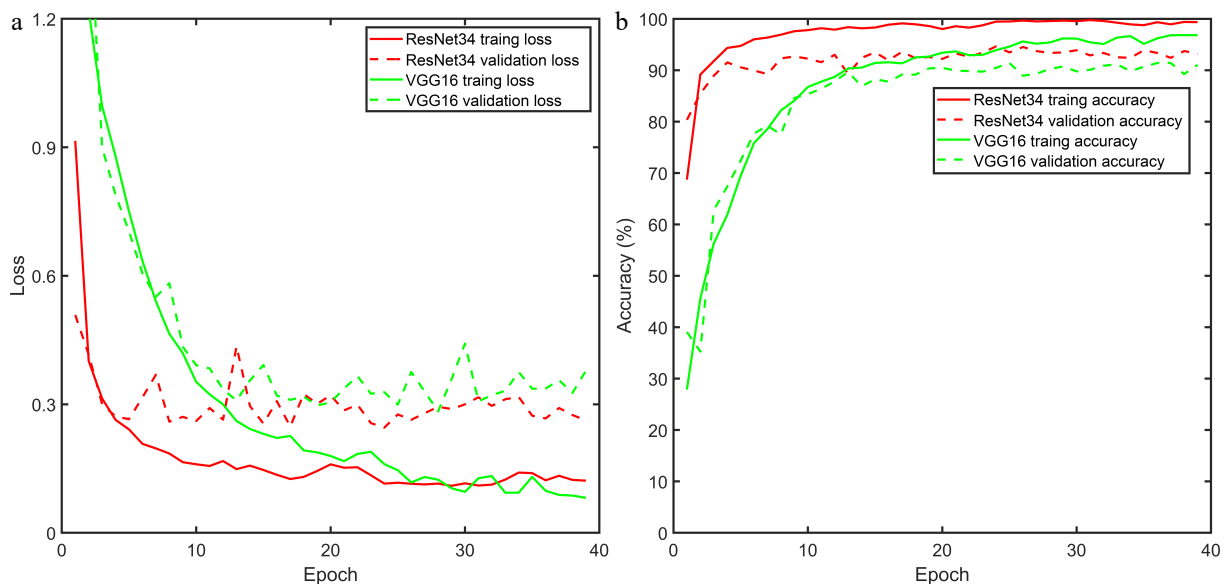 a
1.2
0.9
0.6
0.3
0
Loss
0
10
20
30
40
Epoch
ResNet34 traing loss
ResNet34 validation loss
VGG16 traing loss
VGG16 validation loss
b
100
90
80
70
60
50
40
30
20
10
0
Accuracy (%)
0
10
20
30
40
Epoch
ResNet34 traing accuracy
ResNet34 validation accuracy
VGG16 traing accuracy
VGG16 validation accuracy